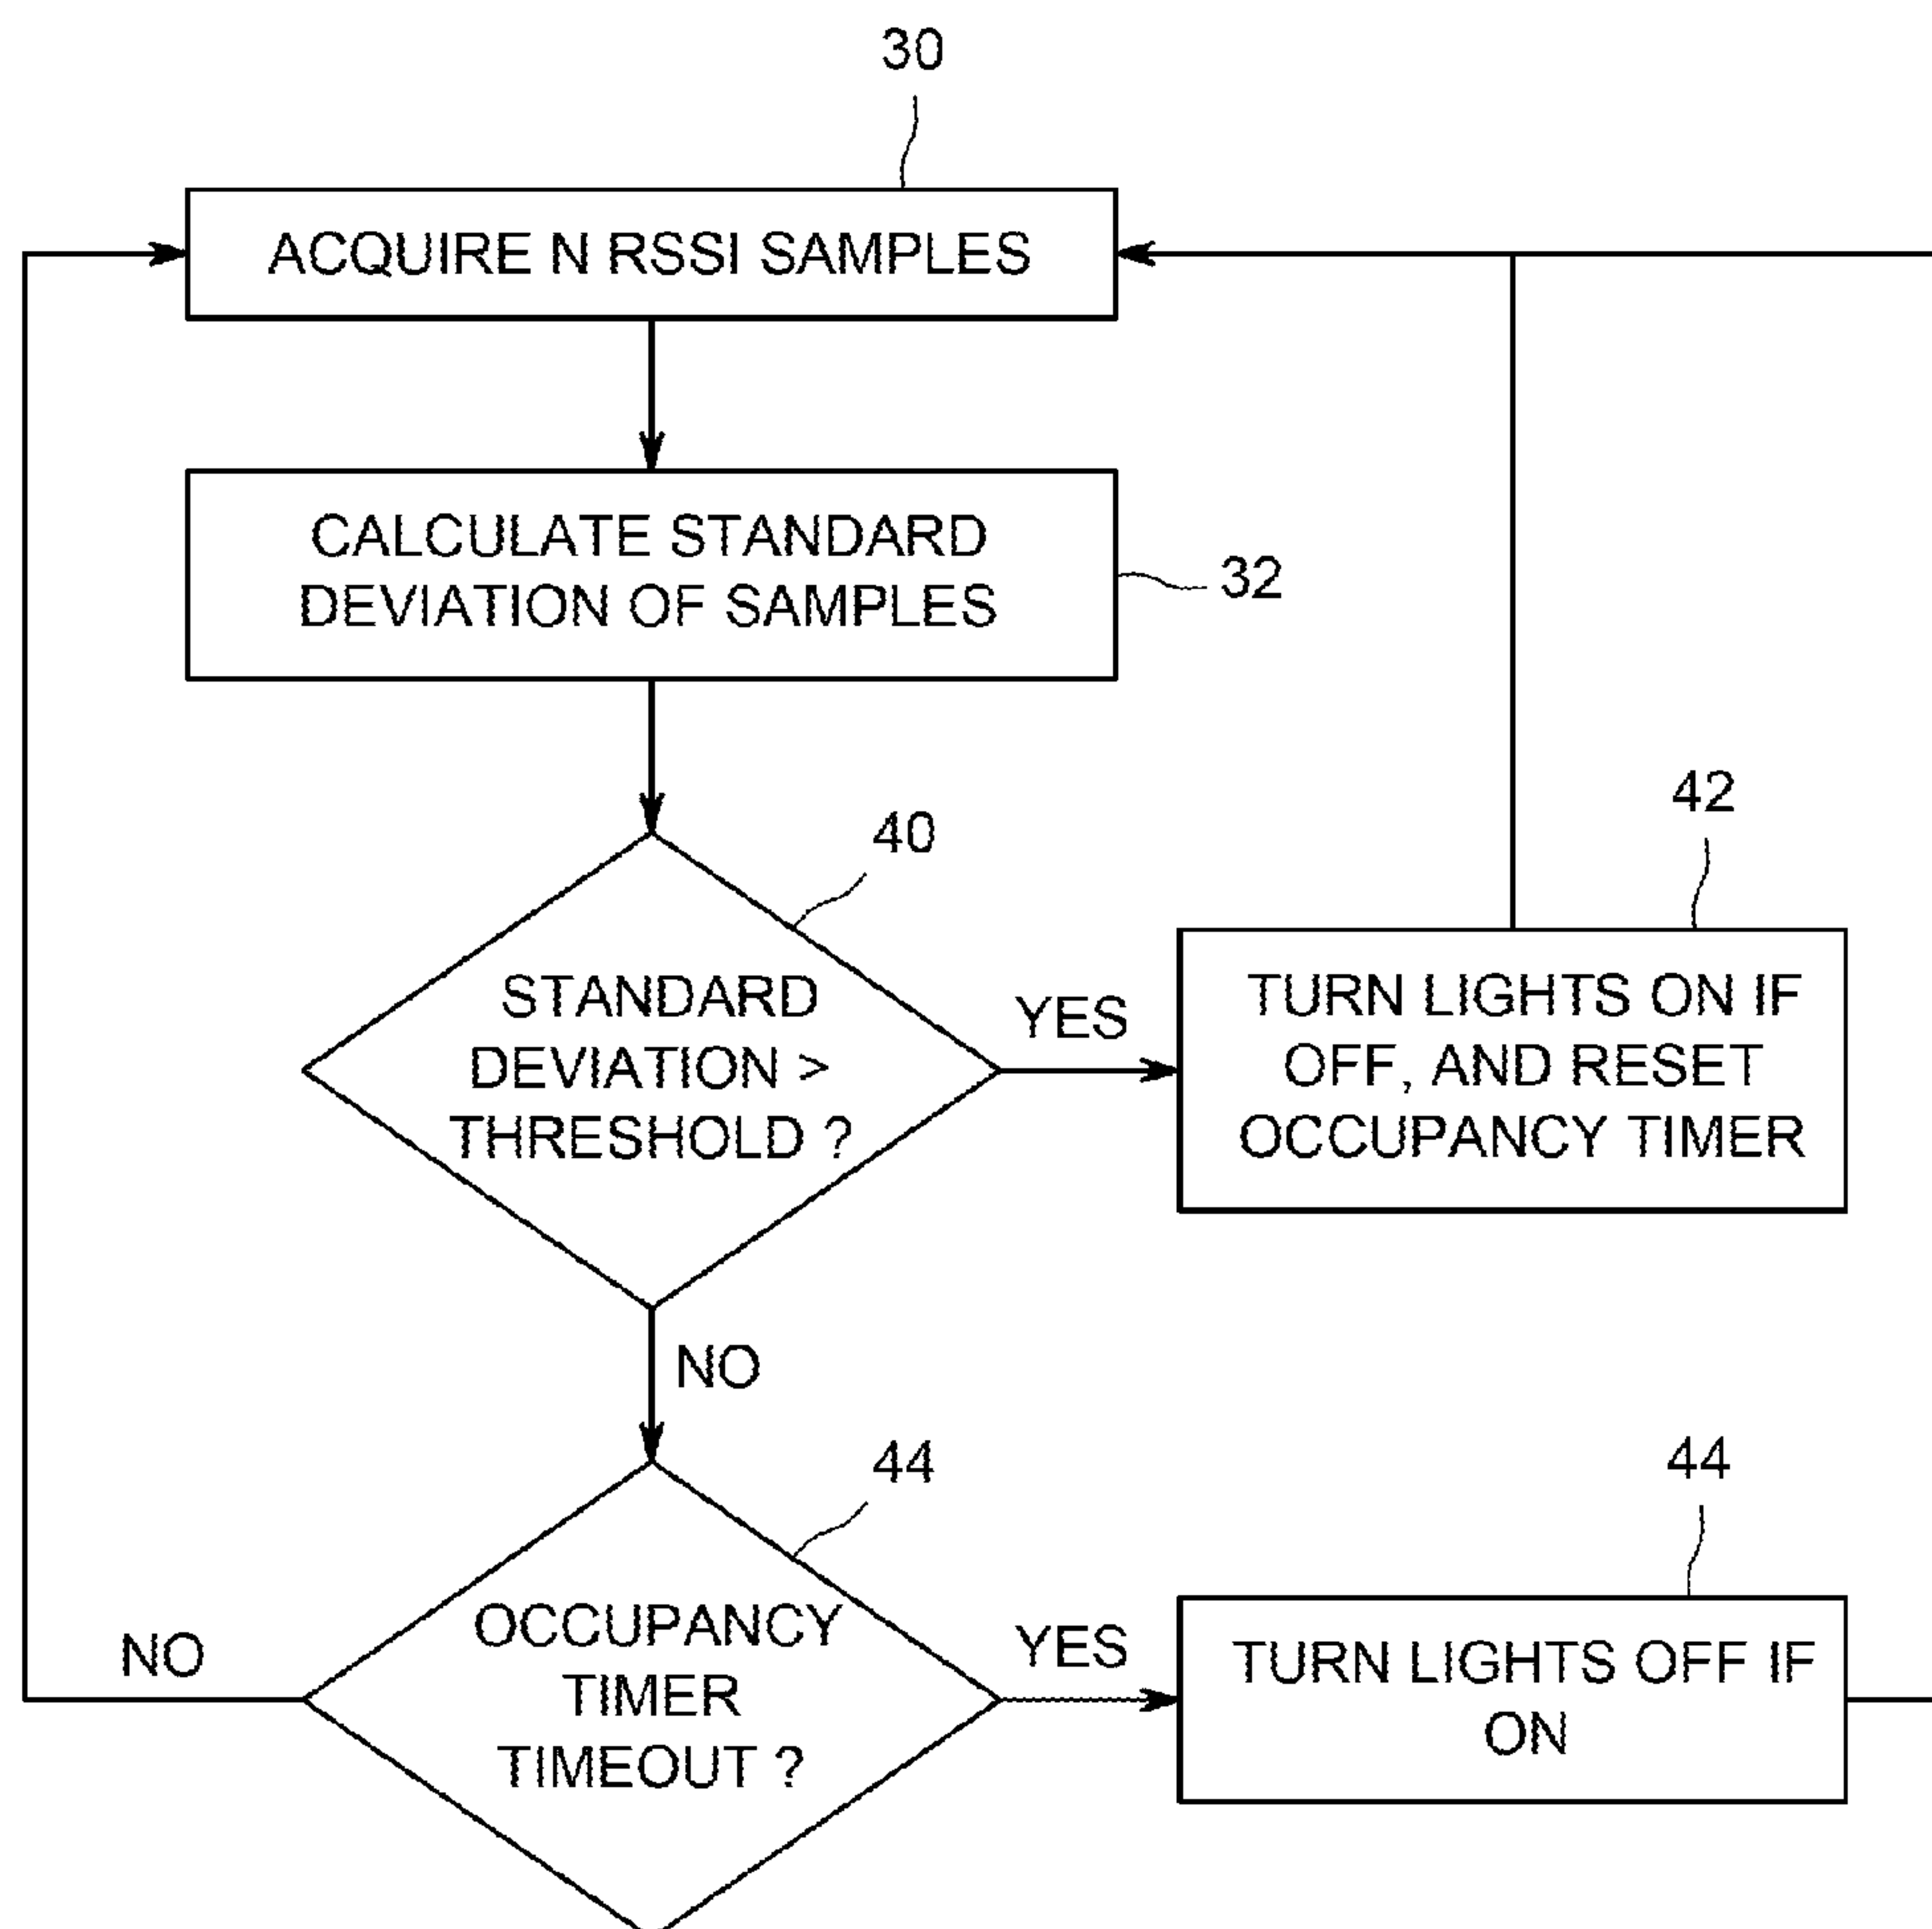 30
ACQUIRE N RSSI SAMPLES
CALCULATE STANDARD
DEVIATION OF SAMPLES
32
40
STANDARD
DEVIATION >
THRESHOLD ?
YES
42
TURN LIGHTS ON IF
OFF, AND RESET
OCCUPANCY TIMER
NO
44
OCCUPANCY
TIMER
TIMEOUT ?
NO
YES
44
TURN LIGHTS OFF IF
ON